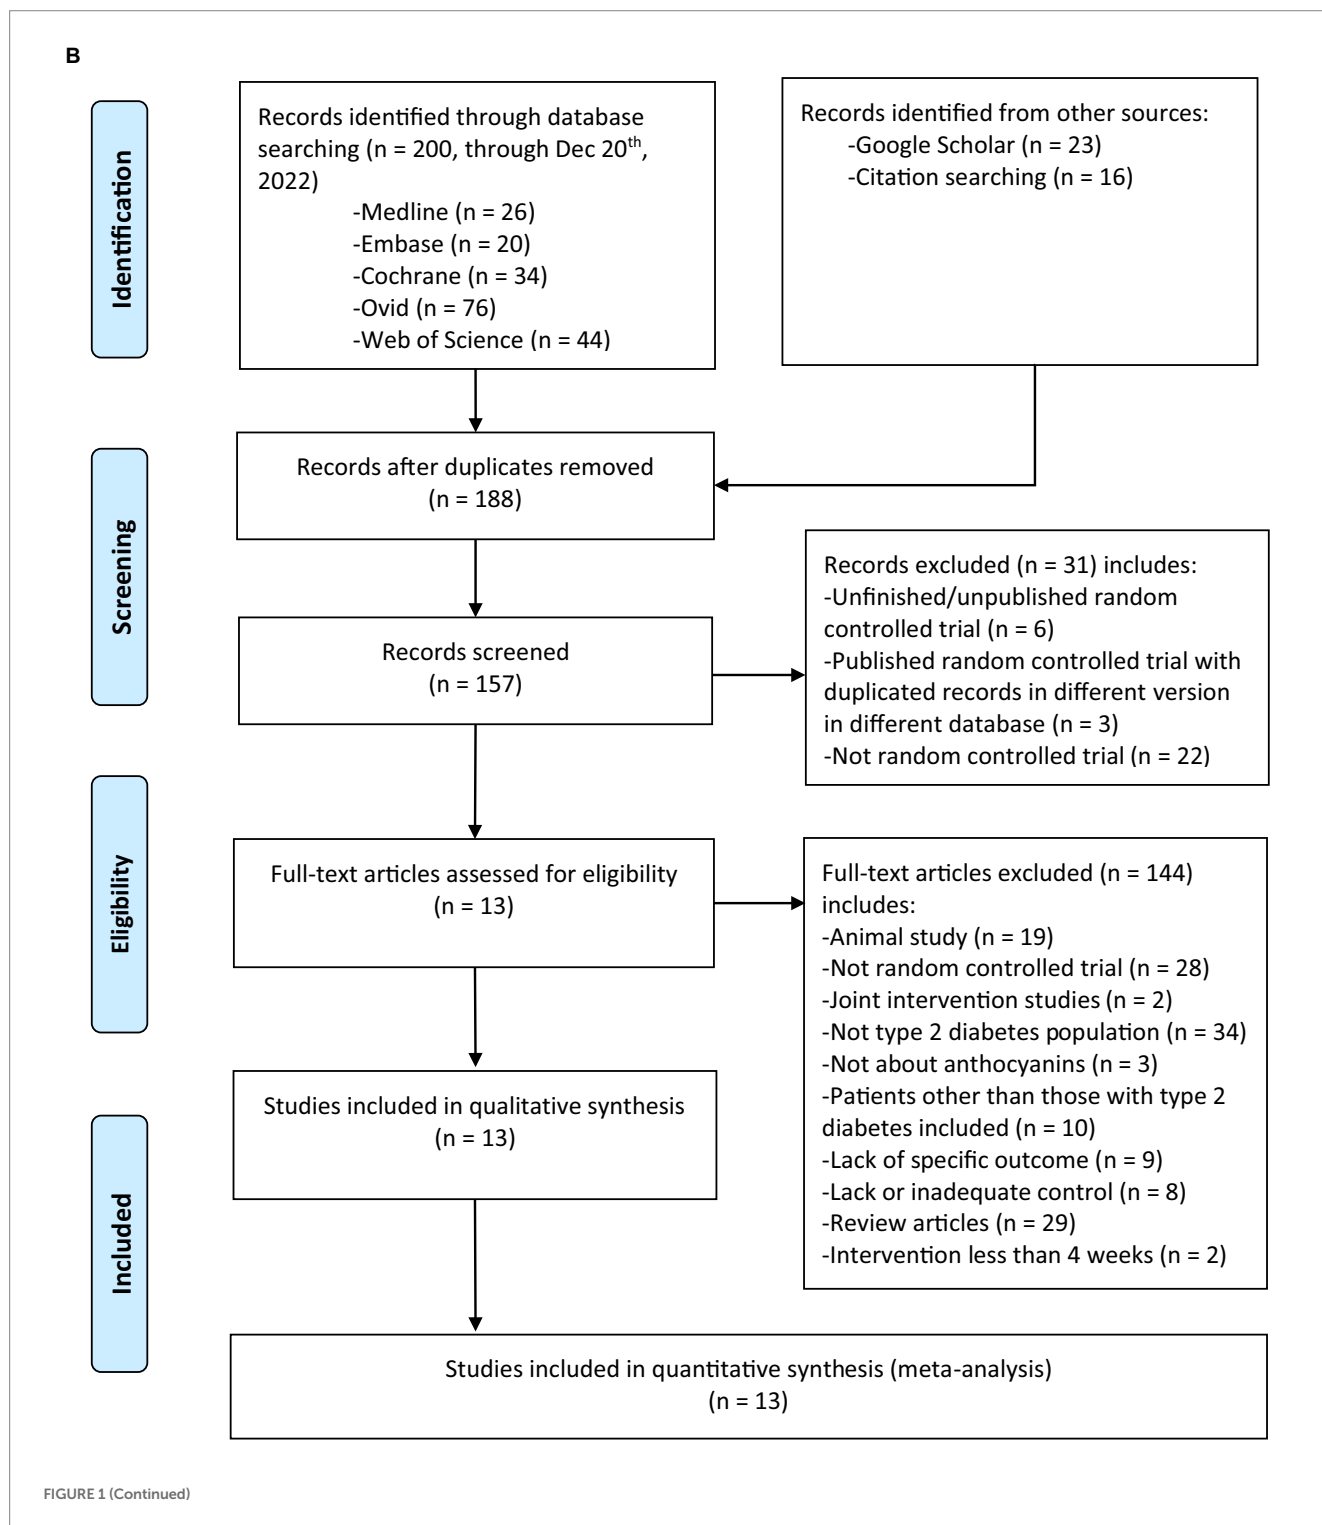 B
Identification
Records identified through database
searching (n = 200, through Dec 20th,
2022)
-Medline (n = 26)
-Embase (n = 20)
-Cochrane (n = 34)
-Ovid (n = 76)
-Web of Science (n = 44)
Records identified from other sources:
-Google Scholar (n = 23)
-Citation searching (n = 16)
Screening
Records after duplicates removed
(n = 188)
Records screened
(n = 157)
Records excluded (n = 31) includes:
-Unfinished/unpublished random
controlled trial (n = 6)
-Published random controlled trial with
duplicated records in different version
in different database (n = 3)
-Not random controlled trial (n = 22)
Eligibility
Full-text articles assessed for eligibility
(n = 13)
Full-text articles excluded (n = 144)
includes:
-Animal study (n = 19)
-Not random controlled trial (n = 28)
-Joint intervention studies (n = 2)
-Not type 2 diabetes population (n = 34)
-Not about anthocyanins (n = 3)
-Patients other than those with type 2
diabetes included (n = 10)
-Lack of specific outcome (n = 9)
-Lack or inadequate control (n = 8)
-Review articles (n = 29)
-Intervention less than 4 weeks (n = 2)
Included
Studies included in qualitative synthesis
(n = 13)
Studies included in quantitative synthesis (meta-analysis)
(n = 13)
FIGURE 1 (Continued)